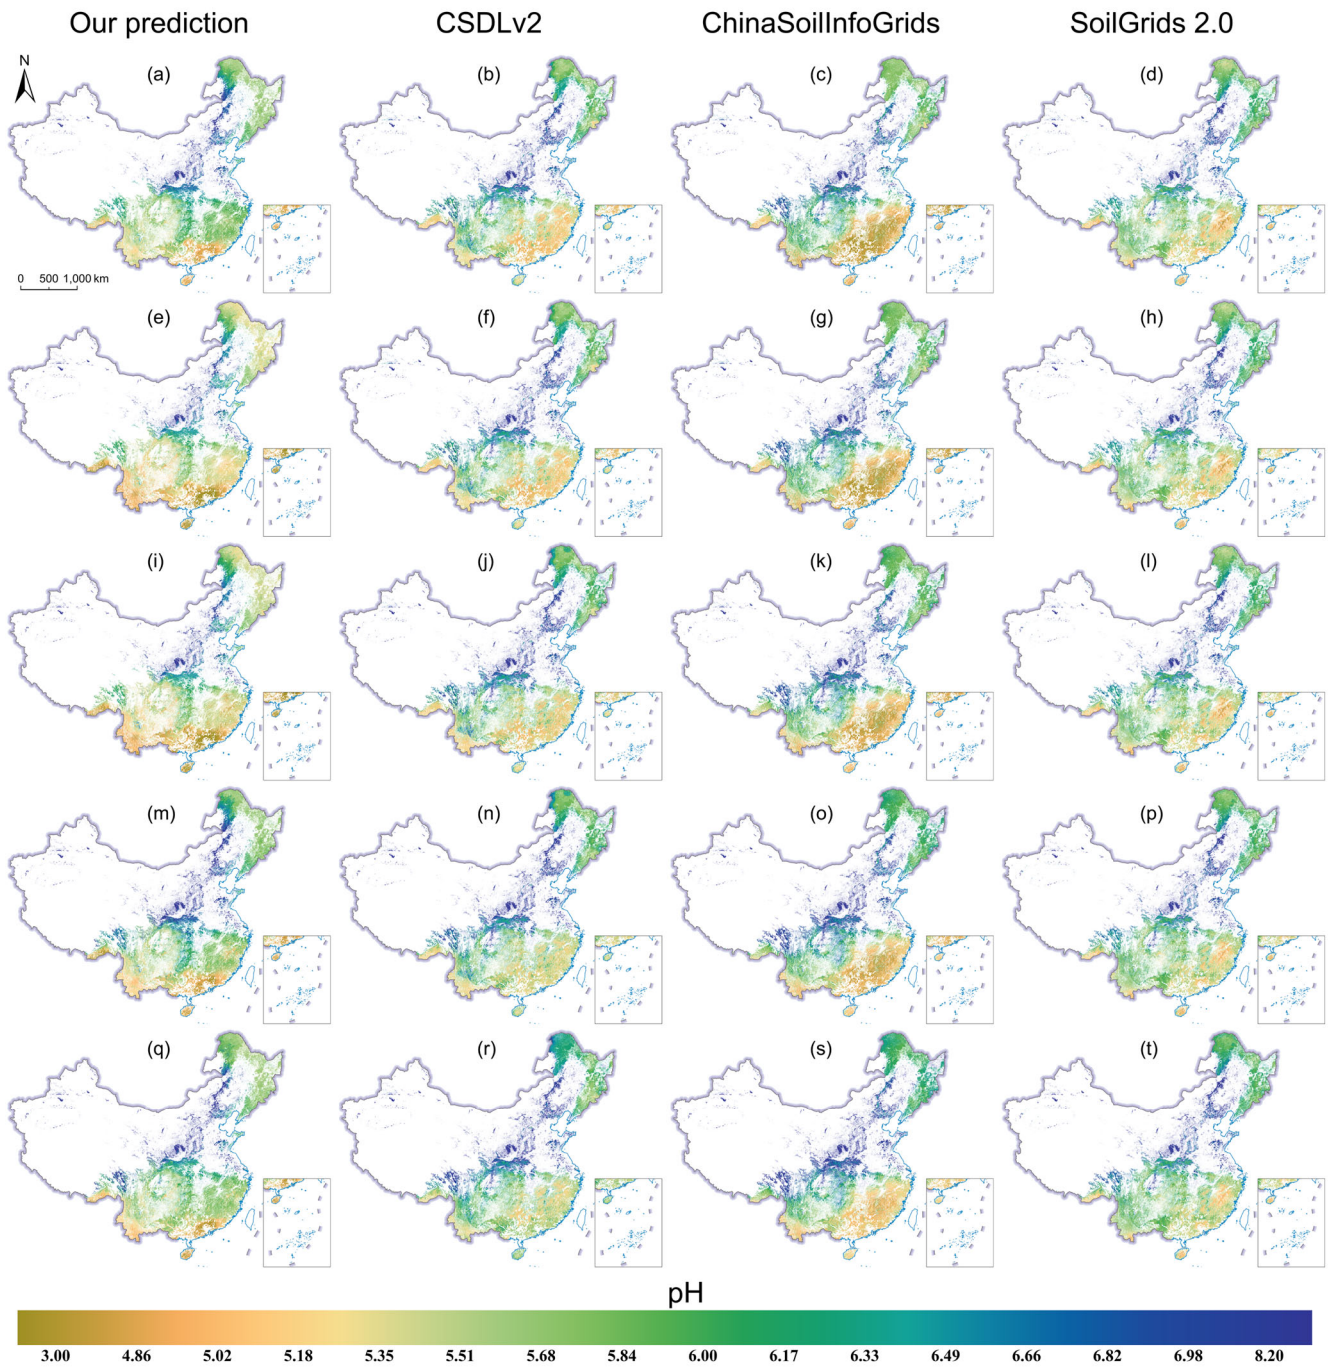 Our prediction CSDLv2 ChinaSoilInfoGrids SoilGrids 2.0
N
(a) (b) (c) (d)
0 500 1,000 km
(e) (f) (g) (h)
(i) (j) (k) (l)
(m) (n) (o) (p)
(q) (r) (s) (t)
pH
3.00 4.86 5.02 5.18 5.35 5.51 5.68 5.84 6.00 6.17 6.33 6.49 6.66 6.82 6.98 8.20